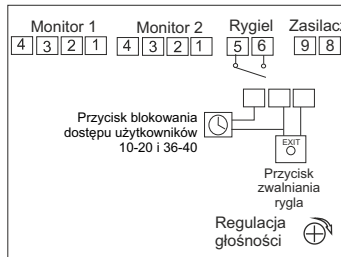 Monitor 1 Monitor 2 Rygiel Zasilacz
4 3 2 1 4 3 2 1 5 6 9 8
Przycisk blokowania
dostępu użytkowników
10-20 i 36-40
EXIT
Przycisk
zwalniania
rygla
Regulacja
głośności